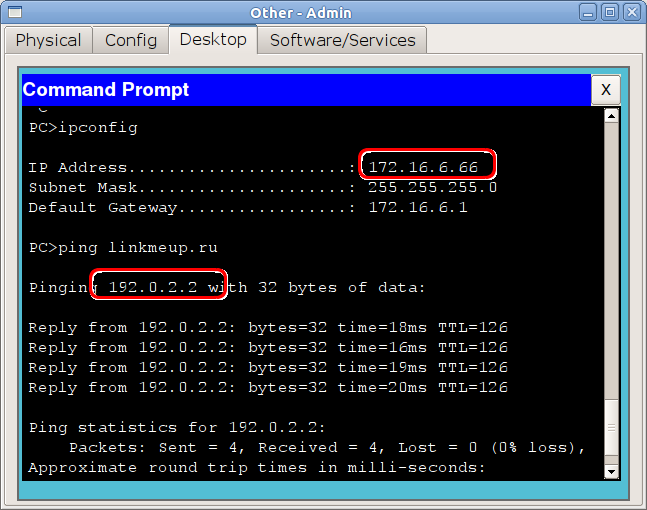 Other - Admin
Physical Config Desktop Software/Services
Command Prompt X
PC>ipconfig
IP Address......................: 172.16.6.66
Subnet Mask.....................: 255.255.255.0
Default Gateway.................: 172.16.6.1
PC>ping linkmeup.ru
Pinging 192.0.2.2 with 32 bytes of data:
Reply from 192.0.2.2: bytes=32 time=18ms TTL=126
Reply from 192.0.2.2: bytes=32 time=16ms TTL=126
Reply from 192.0.2.2: bytes=32 time=19ms TTL=126
Reply from 192.0.2.2: bytes=32 time=20ms TTL=126
Ping statistics for 192.0.2.2:
Packets: Sent = 4, Received = 4, Lost = 0 (0% loss),
Approximate round trip times in milli-seconds: